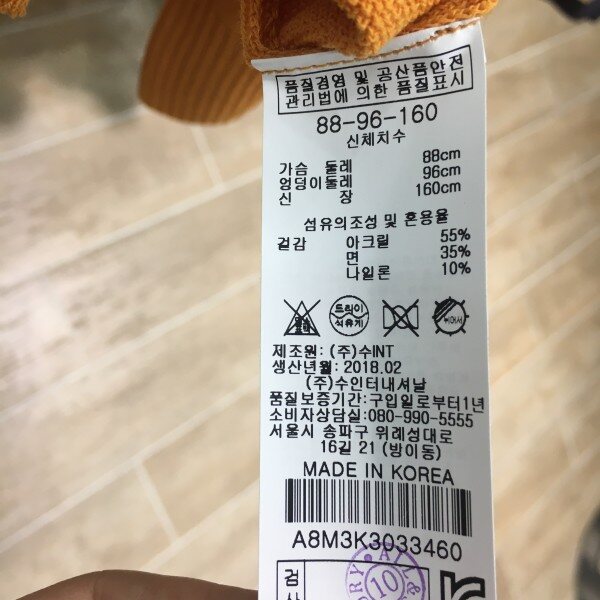 품질경영 및 공산품안전
관리법에 의한 품질표시
88-96-160
신체치수
가슴 둘레 88cm
엉덩이둘레 96cm
신 장 160cm
섬유의조성 및 혼용율
겉감 아크릴 55%
면 35%
나일론 10%
드라이
석유계
제조원: (주)수INT
생산년월: 2018.02
(주)수인터내셔날
품질보증기간:구입일로부터1년
소비자상담실:080-990-5555
서울시 송파구 위례성대로
16길 21 (방이동)
MADE IN KOREA
A8M3K3033460
검
10